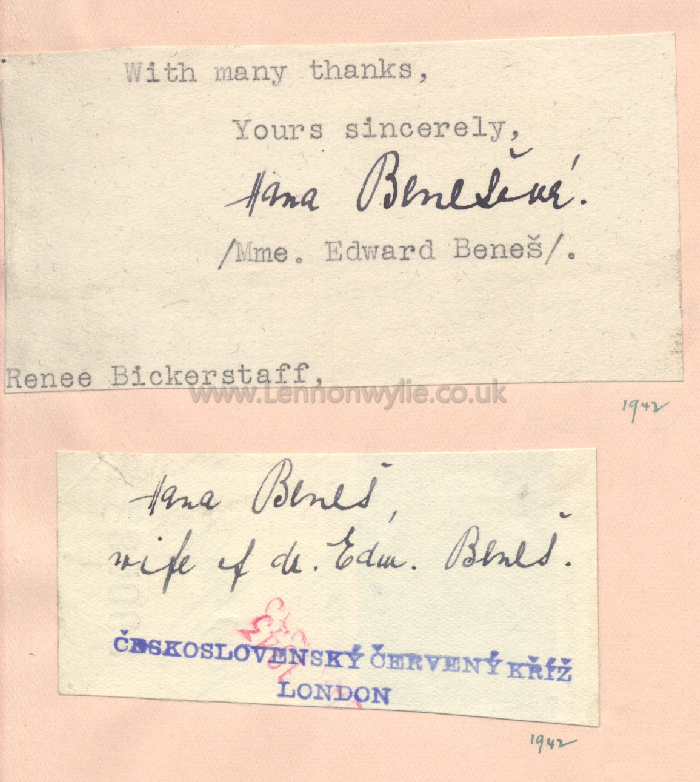 With many thanks,
Yours sincerely,
Hana Benešová.
/Mme. Edward Beneš/.
Renee Bickerstaff,
www.Lennonwylie.co.uk
1942
Hana Beneš,
wife of dr. Edw. Beneš.
ČESKOSLOVENSKÝ ČERVENÝ KŘÍŽ
LONDON
1942